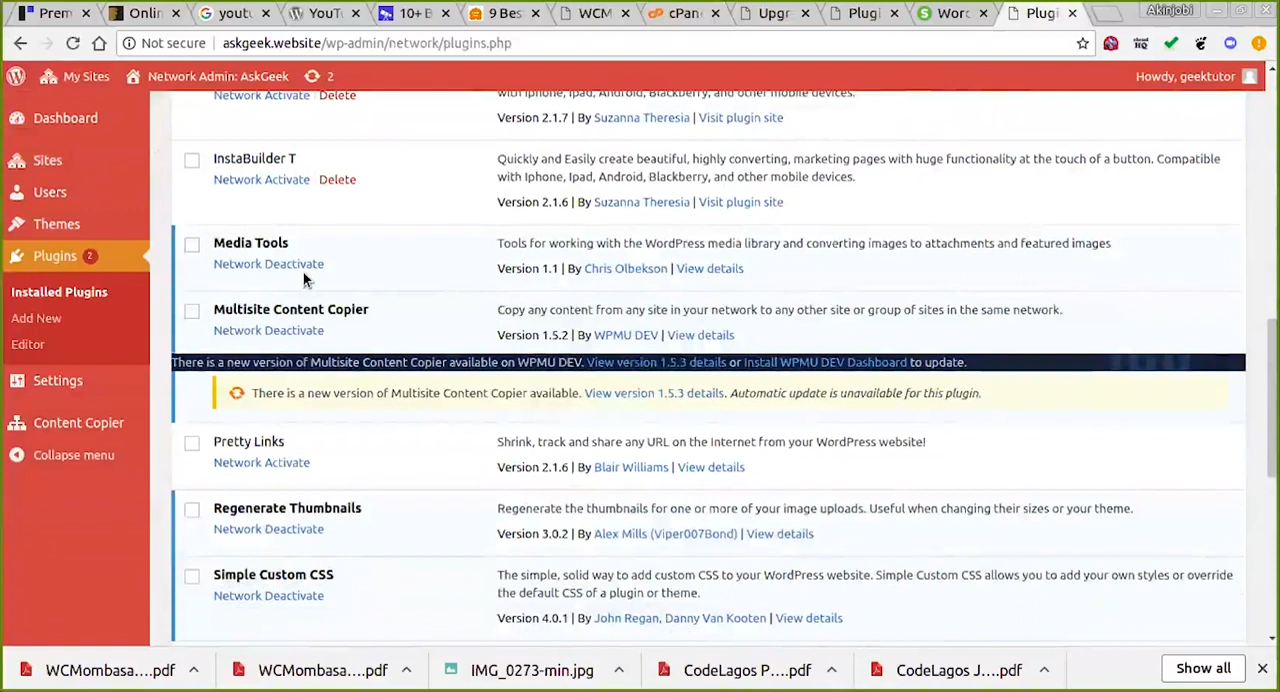 Prem
Onlin
yout
YouT
10+ B
9 Bes
WCM
cPan
Upgr
Plugi
Worc
Plugi
Akinjobi
Not secure
askgeek.website/wp-admin/network/plugins.php
My Sites
Network Admin: AskGeek
2
Howdy, geektutor
Dashboard
Sites
Users
Themes
Plugins 2
Installed Plugins
Add New
Editor
Settings
Content Copier
Collapse menu
Network Activate Delete
with Iphone, Ipad, Android, Blackberry, and other mobile devices.
Version 2.1.7 | By Suzanna Theresia | Visit plugin site
InstaBuilder T
Network Activate | Delete
Quickly and Easily create beautiful, highly converting, marketing pages with huge functionality at the touch of a button. Compatible
with Iphone, Ipad, Android, Blackberry, and other mobile devices.
Version 2.1.6 | By Suzanna Theresia | Visit plugin site
Media Tools
Network Deactivate
Tools for working with the WordPress media library and converting images to attachments and featured images
Version 1.1 | By Chris Olbekson | View details
Multisite Content Copier
Network Deactivate
Copy any content from any site in your network to any other site or group of sites in the same network.
Version 1.5.2 | By WPMU DEV | View details
There is a new version of Multisite Content Copier available on WPMU DEV. View version 1.5.3 details or Install WPMU DEV Dashboard to update.
There is a new version of Multisite Content Copier available. View version 1.5.3 details. Automatic update is unavailable for this plugin.
Pretty Links
Network Activate
Shrink, track and share any URL on the Internet from your WordPress website!
Version 2.1.6 | By Blair Williams | View details
Regenerate Thumbnails
Network Deactivate
Regenerate the thumbnails for one or more of your image uploads. Useful when changing their sizes or your theme.
Version 3.0.2 | By Alex Mills (Viper007Bond) | View details
Simple Custom CSS
Network Deactivate
The simple, solid way to add custom CSS to your WordPress website. Simple Custom CSS allows you to add your own styles or override
the default CSS of a plugin or theme.
Version 4.0.1 | By John Regan, Danny Van Kooten | View details
WCMombasa....pdf
WCMombasa....pdf
IMG_0273-min.jpg
CodeLagos P....pdf
CodeLagos J....pdf
Show all